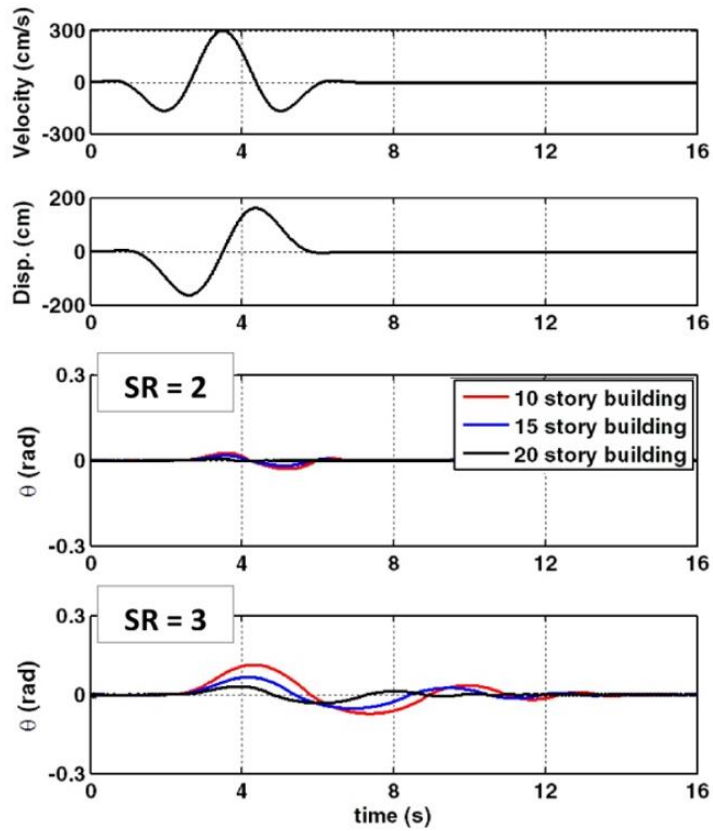 300
Velocity (cm/s)
0
-300
0 4 8 12 16
200
Disp. (cm)
0
-200
0 4 8 12 16
0.3
SR = 2
10 story building
15 story building
20 story building
θ (rad)
0
-0.3
0 4 8 12 16
0.3
SR = 3
θ (rad)
0
-0.3
0 4 8 12 16
time (s)